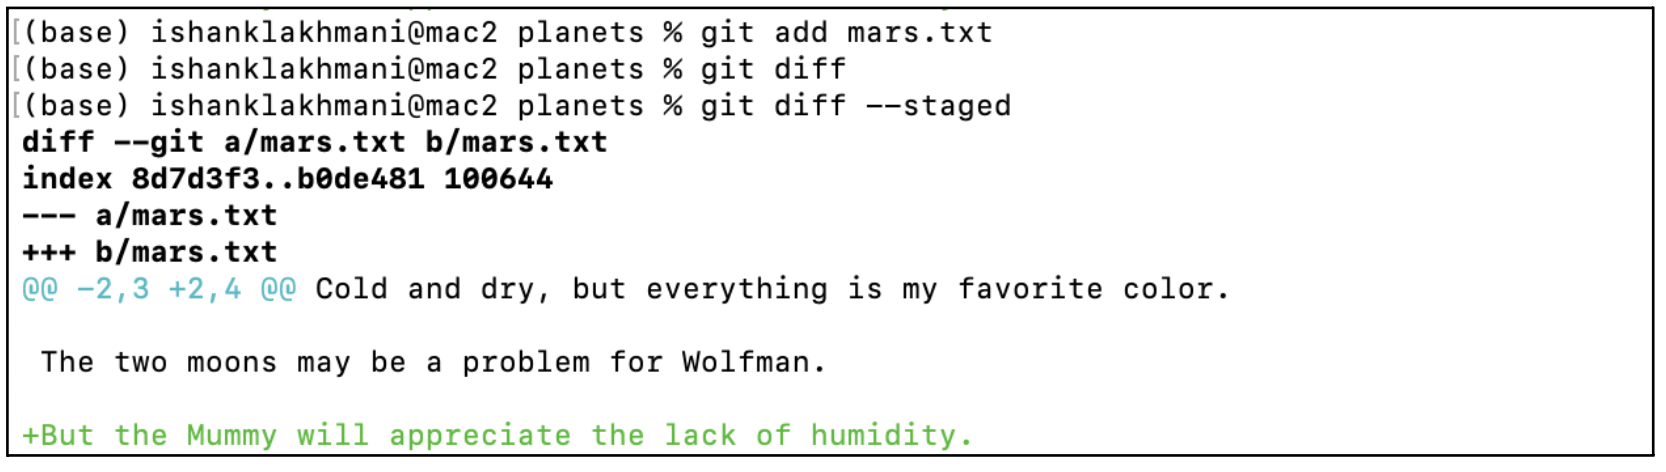 [(base) ishanklakhmani@mac2 planets % git add mars.txt
[(base) ishanklakhmani@mac2 planets % git diff
[(base) ishanklakhmani@mac2 planets % git diff --staged
diff --git a/mars.txt b/mars.txt
index 8d7d3f3..b0de481 100644
--- a/mars.txt
+++ b/mars.txt
@@ -2,3 +2,4 @@ Cold and dry, but everything is my favorite color.
 The two moons may be a problem for Wolfman.
+But the Mummy will appreciate the lack of humidity.